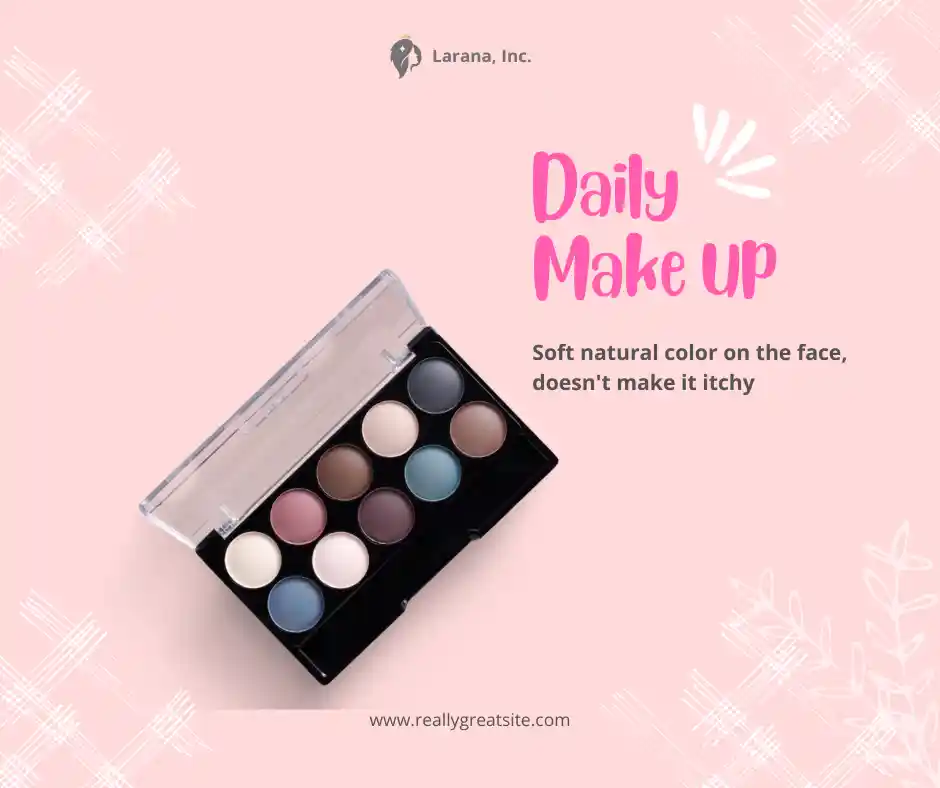 Larana, Inc.
Daily
Make up
Soft natural color on the face,
doesn't make it itchy
www.reallygreatsite.com